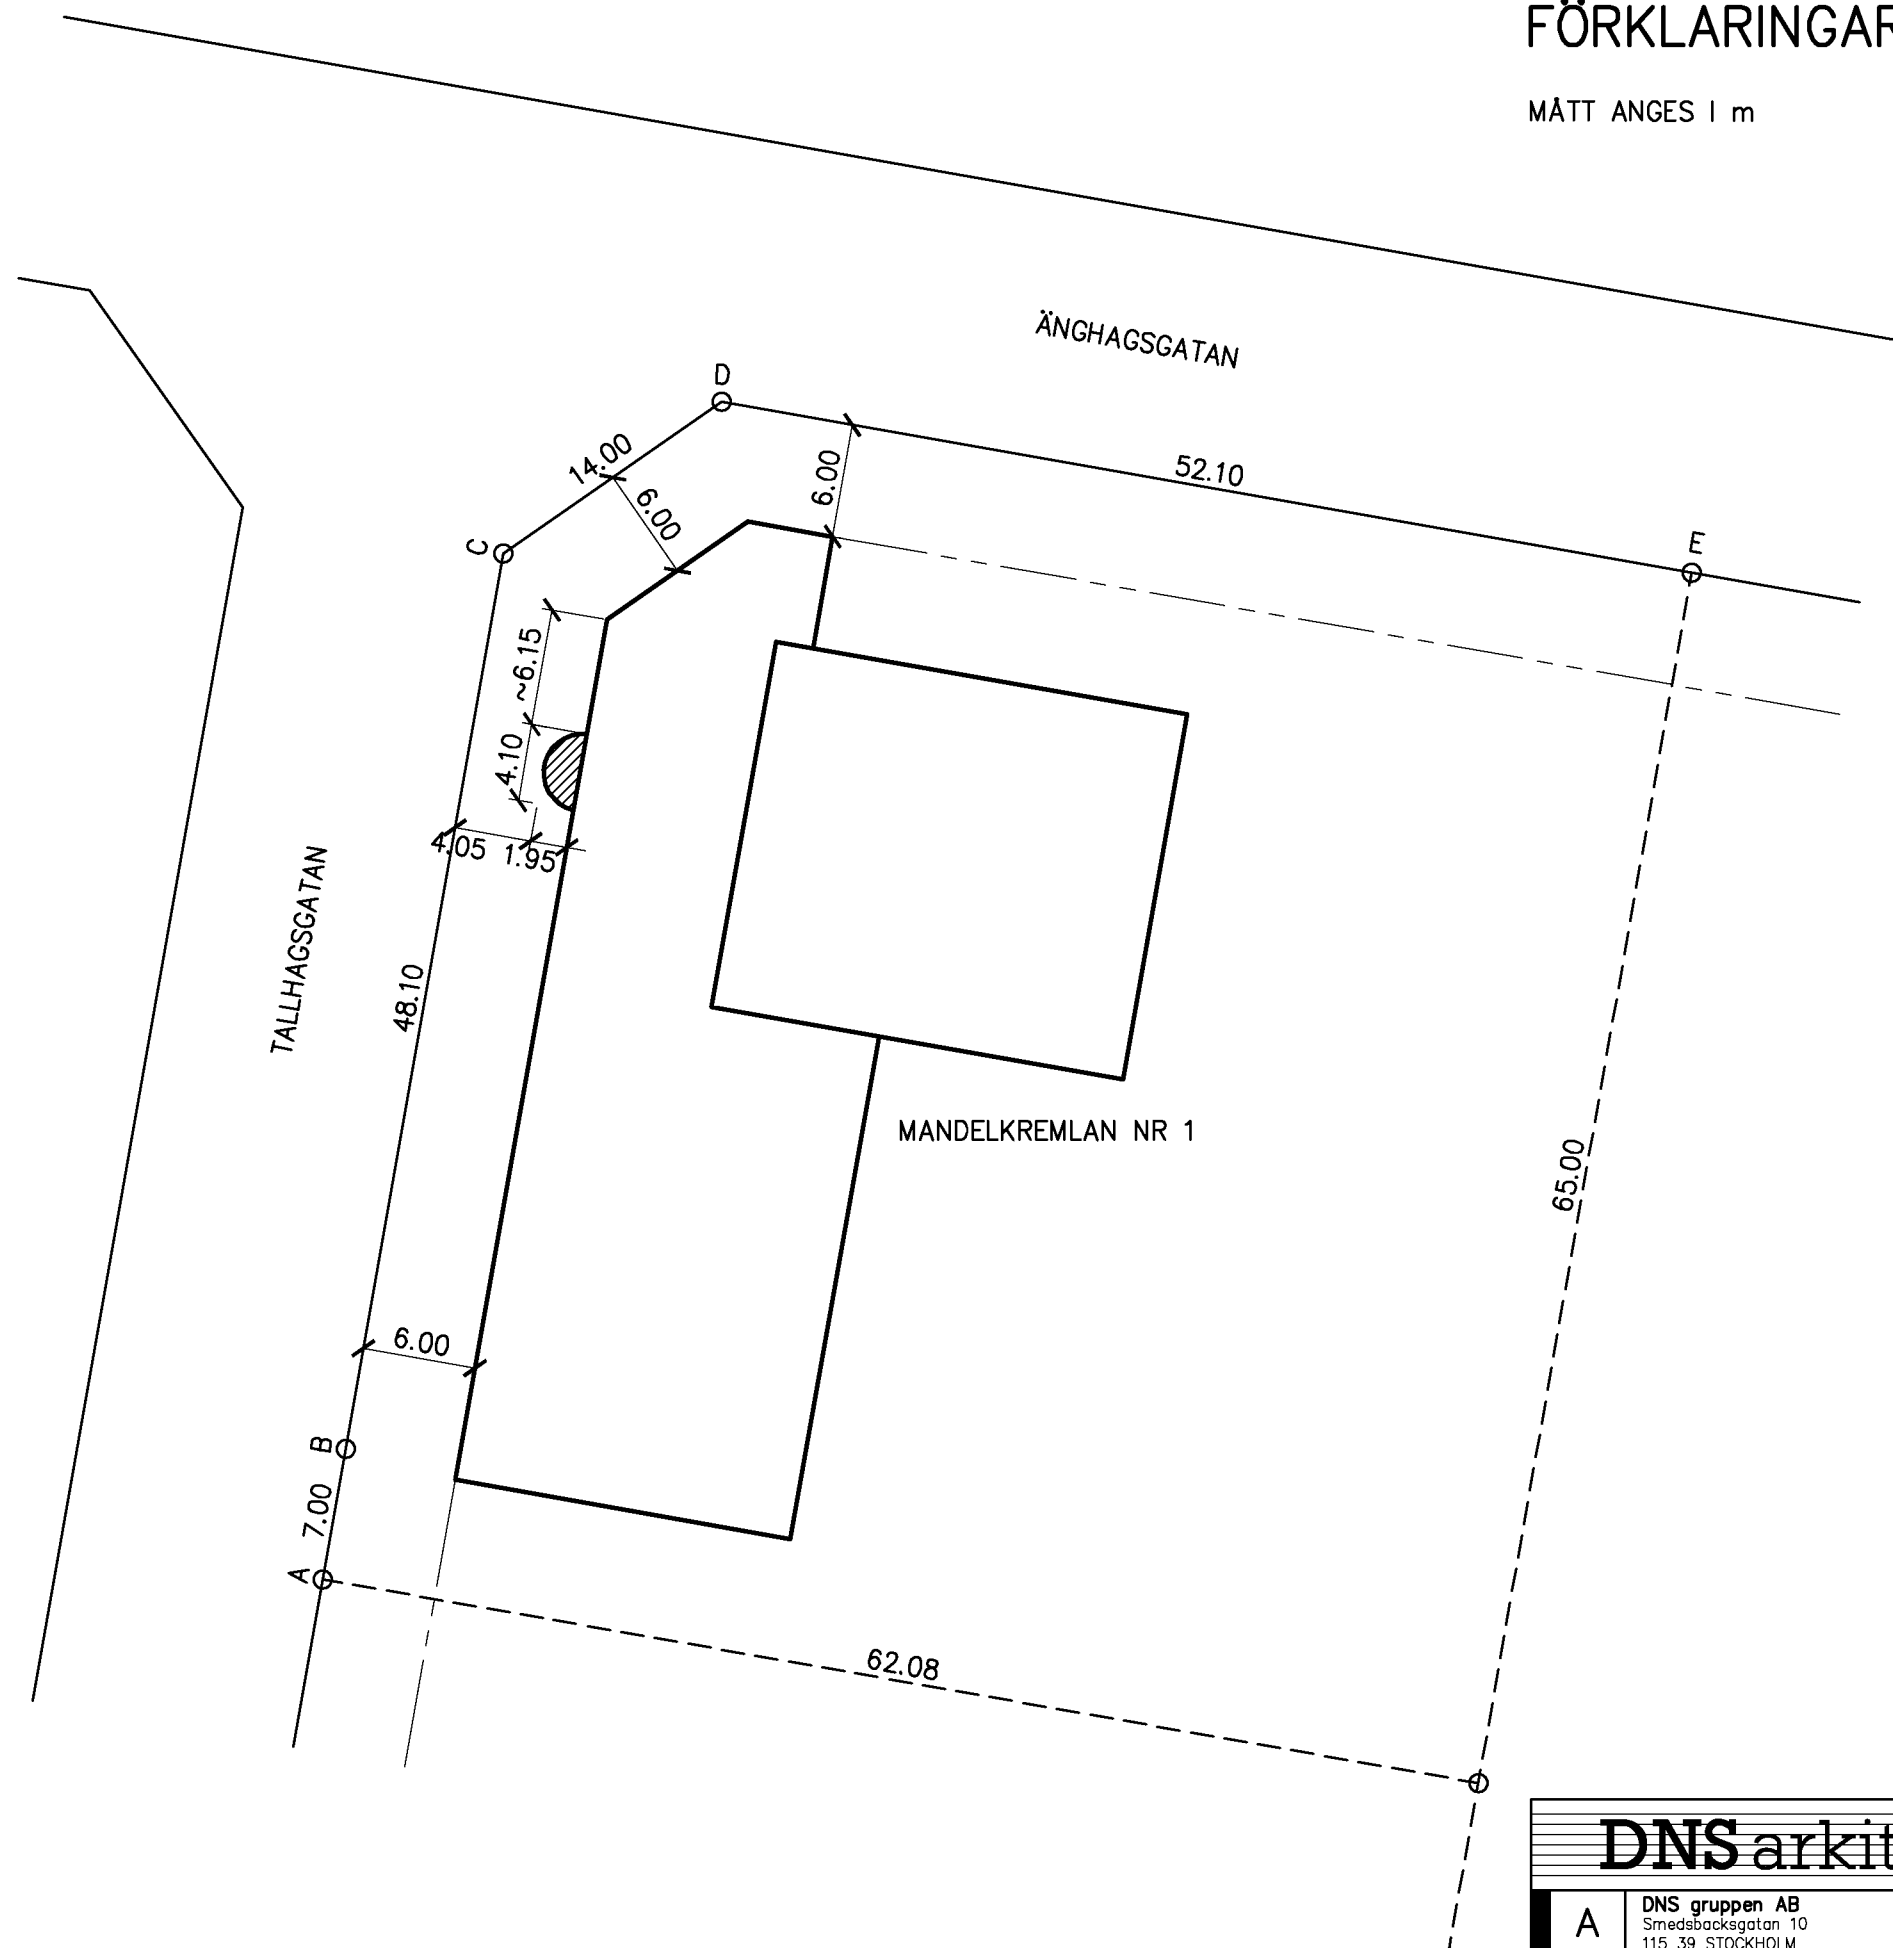 FÖRKLARINGAR
MÅTT ANGES I m
ÄNGHAGSGATAN
D
14.00
6.00
6.00
52.10
E
C
~6.15
4.10
4.05 1.95
TALLHAGSGATAN
48.10
MANDELKREMLAN NR 1
65.00
6.00
B
7.00
A
62.08
DNS arkit
A
DNS gruppen AB
Smedsbacksgatan 10
115 39 STOCKHOLM